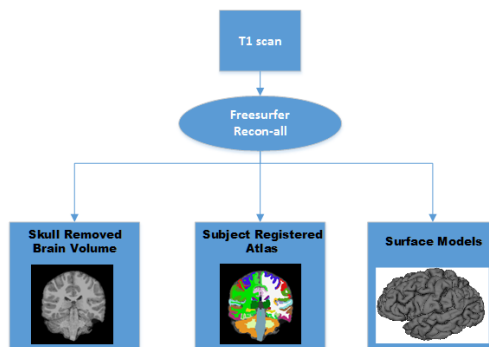 T1 scan
Freesurfer
Recon-all
Skull Removed
Brain Volume
Subject Registered
Atlas
Surface Models